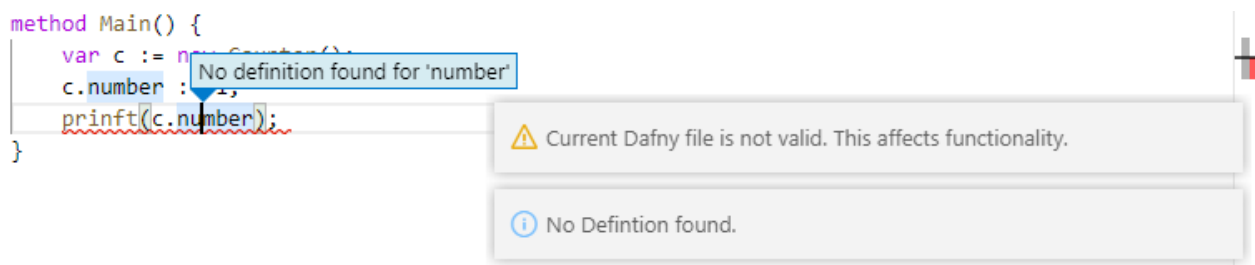 method Main() {
var c := new Counter();
No definition found for 'number'
c.number : 1;
prinft(c.number);
}
Current Dafny file is not valid. This affects functionality.
No Defintion found.